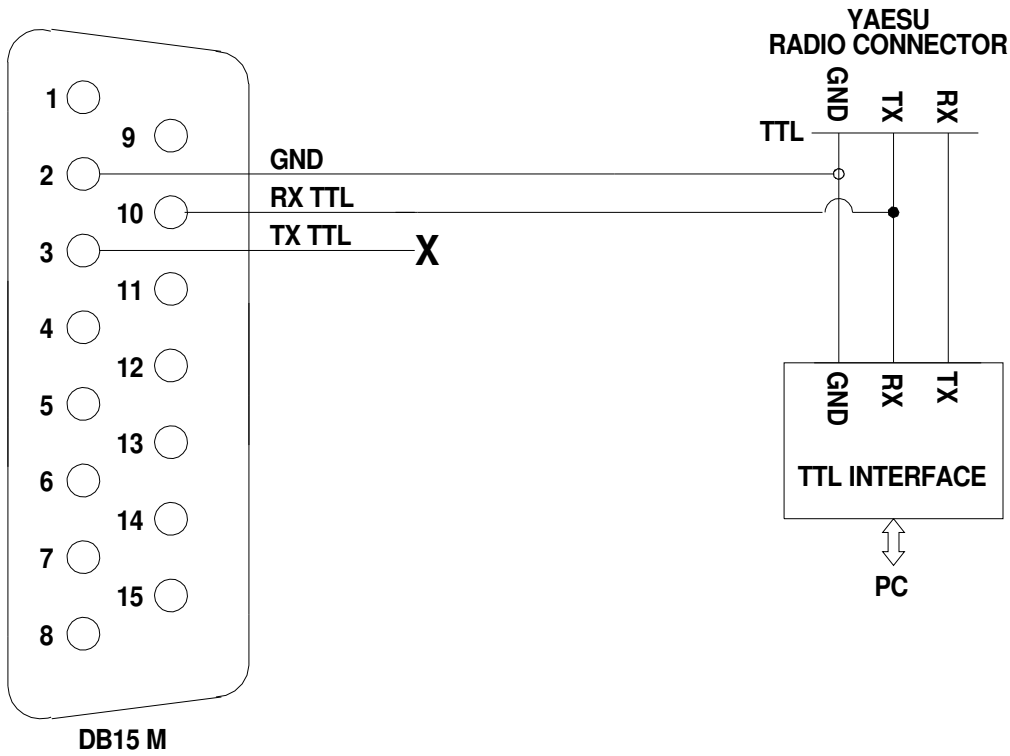 YAESU
RADIO CONNECTOR
GND TX RX
TTL
1
9
2
GND
10
RX TTL
3
TX TTL
X
11
4
12
5
13
6
14
7
15
8
GND RX TX
TTL INTERFACE
PC
DB15 M